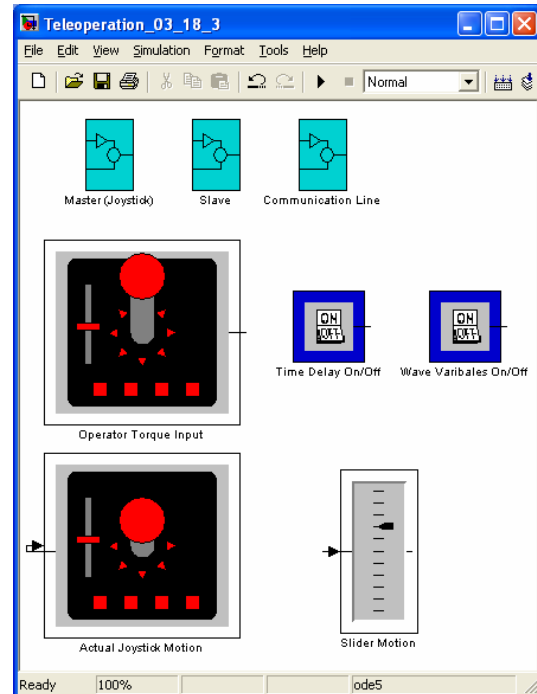 Teleoperation_03_18_3
File Edit View Simulation Format Tools Help
Normal
Master (Joystick) Slave Communication Line
ON ON
OFF OFF
Time Delay On/Off Wave Varibales On/Off
Operator Torque Input
Actual Joystick Motion
Slider Motion
Ready 100% ode5